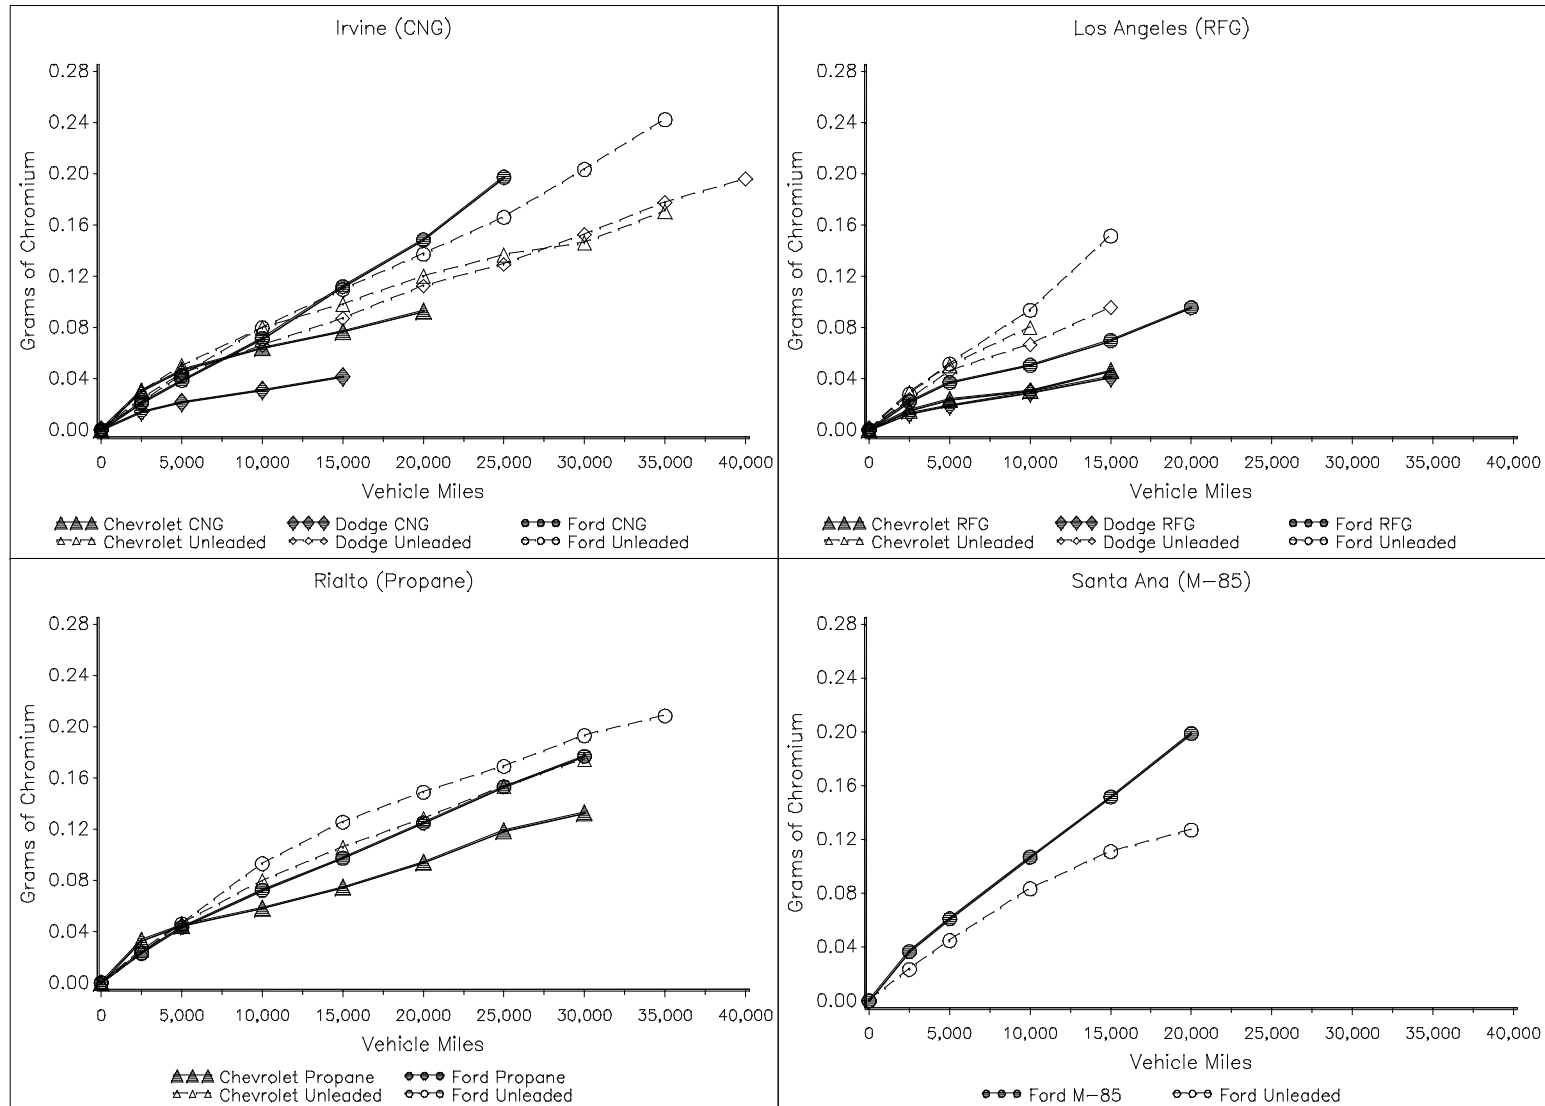 Irvine (CNG)
0.28
0.24
0.20
0.16
0.12
0.08
0.04
0.00
Grams of Chromium
0 5,000 10,000 15,000 20,000 25,000 30,000 35,000 40,000
Vehicle Miles
Chevrolet CNG Dodge CNG Ford CNG
Chevrolet Unleaded Dodge Unleaded Ford Unleaded
Los Angeles (RFG)
0.28
0.24
0.20
0.16
0.12
0.08
0.04
0.00
Grams of Chromium
0 5,000 10,000 15,000 20,000 25,000 30,000 35,000 40,000
Vehicle Miles
Chevrolet RFG Dodge RFG Ford RFG
Chevrolet Unleaded Dodge Unleaded Ford Unleaded
Rialto (Propane)
0.28
0.24
0.20
0.16
0.12
0.08
0.04
0.00
Grams of Chromium
0 5,000 10,000 15,000 20,000 25,000 30,000 35,000 40,000
Vehicle Miles
Chevrolet Propane Ford Propane
Chevrolet Unleaded Ford Unleaded
Santa Ana (M-85)
0.28
0.24
0.20
0.16
0.12
0.08
0.04
0.00
Grams of Chromium
0 5,000 10,000 15,000 20,000 25,000 30,000 35,000 40,000
Vehicle Miles
Ford M-85 Ford Unleaded